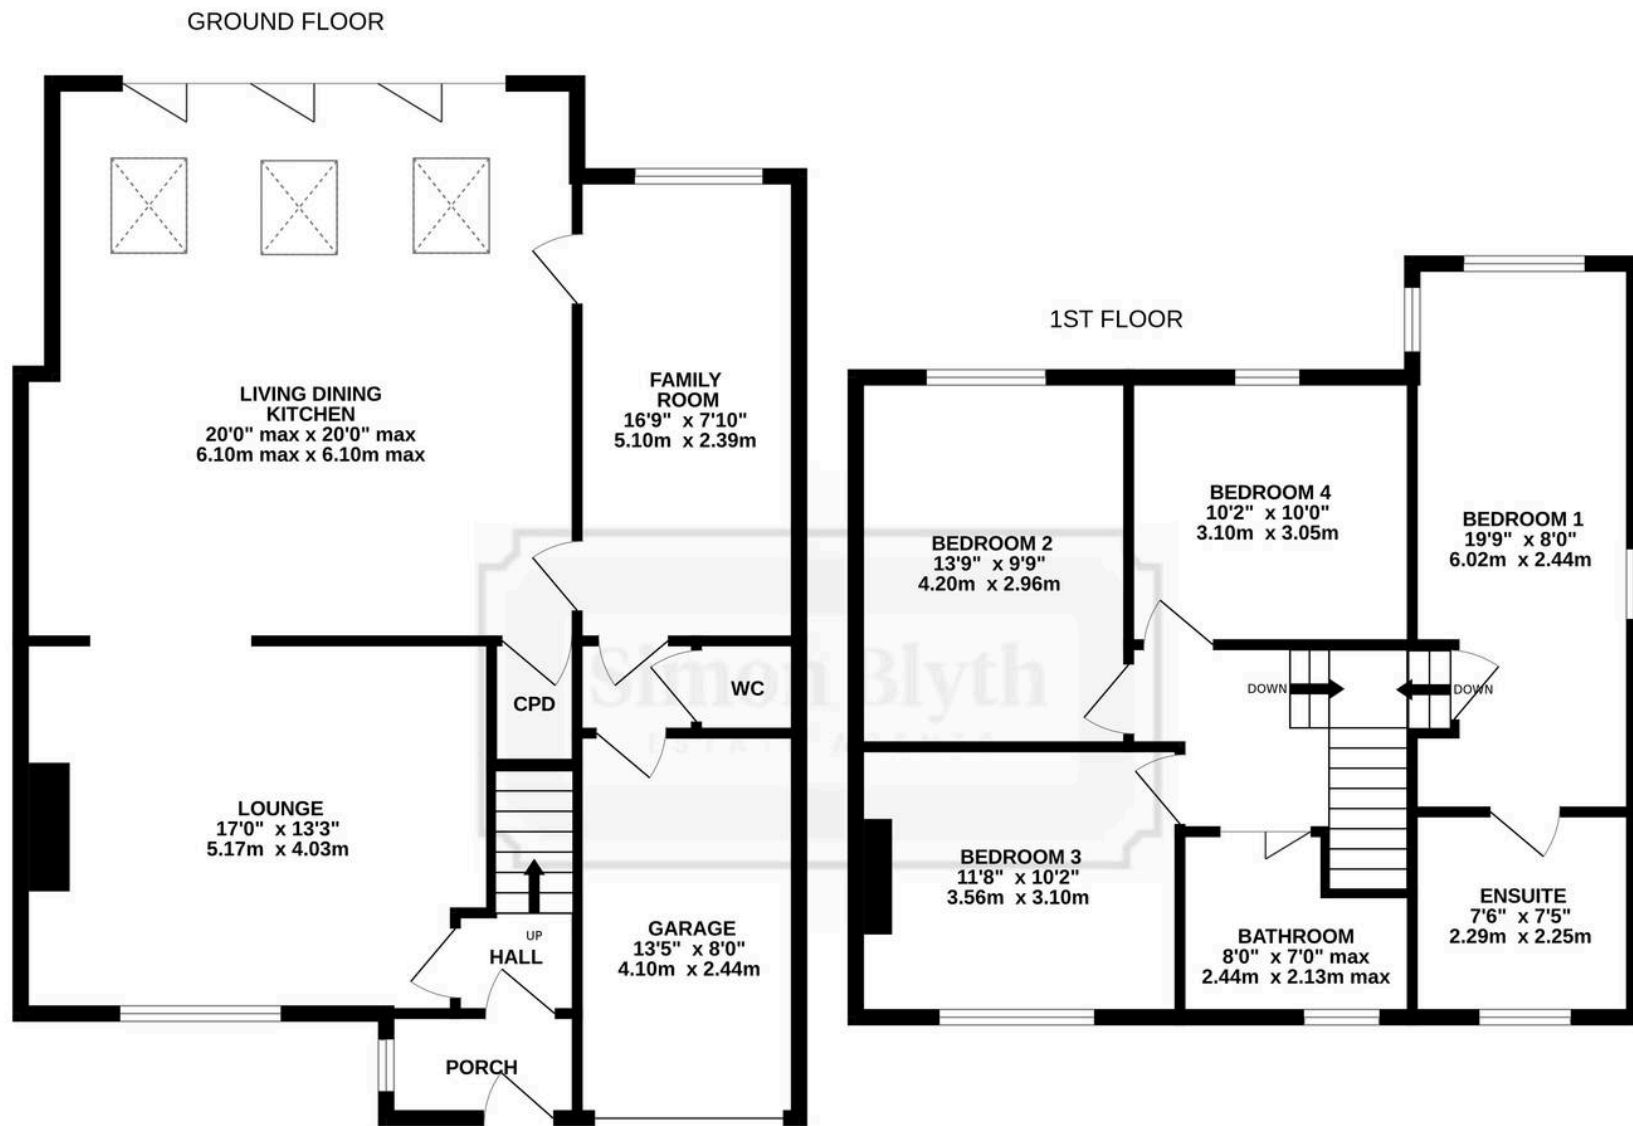 GROUND FLOOR
LIVING DINING
KITCHEN
20'0" max x 20'0" max
6.10m max x 6.10m max
FAMILY
ROOM
16'9" x 7'10"
5.10m x 2.39m
CPD
WC
LOUNGE
17'0" x 13'3"
5.17m x 4.03m
UP
HALL
GARAGE
13'5" x 8'0"
4.10m x 2.44m
PORCH
1ST FLOOR
BEDROOM 2
13'9" x 9'9"
4.20m x 2.96m
BEDROOM 4
10'2" x 10'0"
3.10m x 3.05m
BEDROOM 1
19'9" x 8'0"
6.02m x 2.44m
DOWN
DOWN
BEDROOM 3
11'8" x 10'2"
3.56m x 3.10m
BATHROOM
8'0" x 7'0" max
2.44m x 2.13m max
ENSUITE
7'6" x 7'5"
2.29m x 2.25m
Simon Blyth
ESTATE AGENTS